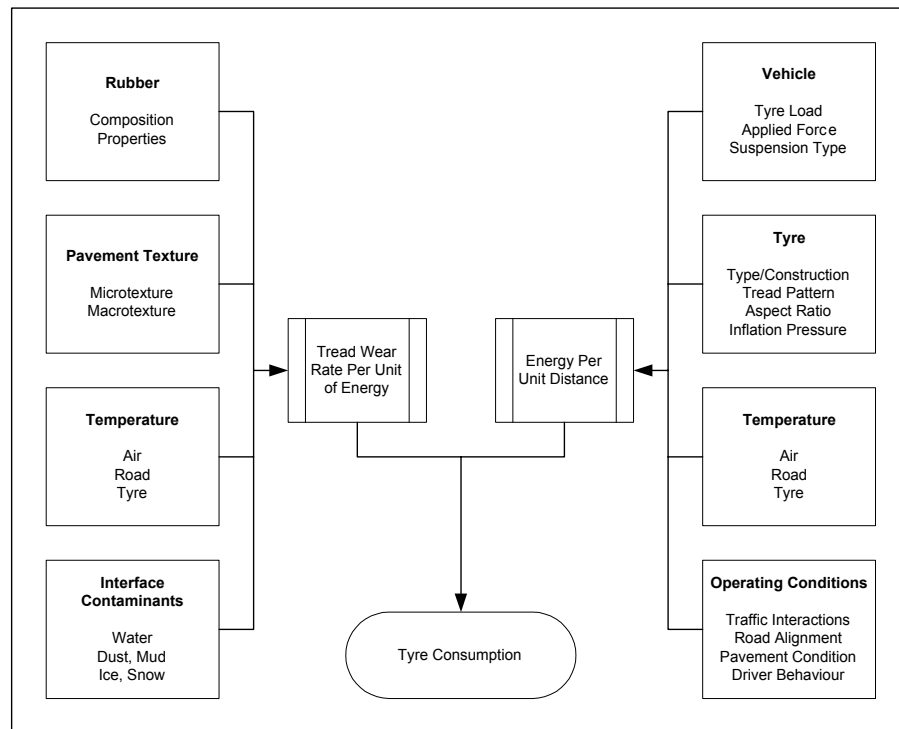 Rubber
Composition
Properties
Pavement Texture
Microtexture
Macrotexture
Temperature
Air
Road
Tyre
Interface
Contaminants
Water
Dust, Mud
Ice, Snow
Tread Wear
Rate Per Unit
of Energy
Energy Per
Unit Distance
Tyre Consumption
Vehicle
Tyre Load
Applied Force
Suspension Type
Tyre
Type/Construction
Tread Pattern
Aspect Ratio
Inflation Pressure
Temperature
Air
Road
Tyre
Operating Conditions
Traffic Interactions
Road Alignment
Pavement Condition
Driver Behaviour